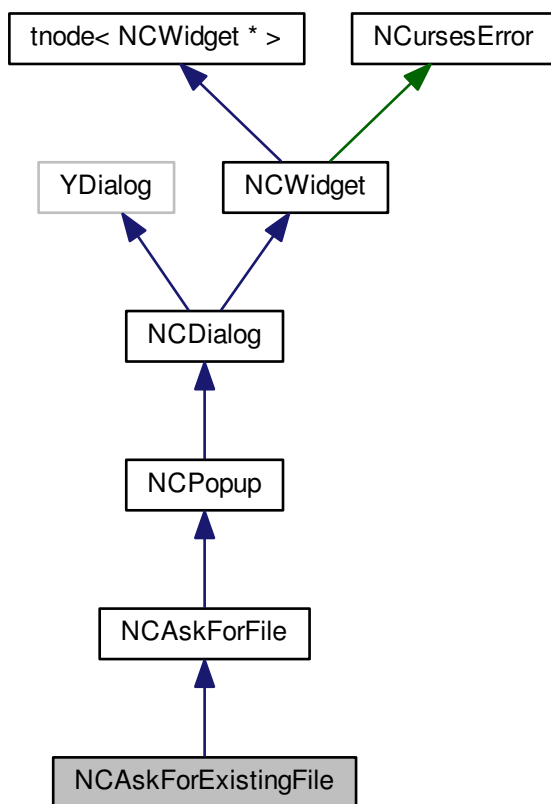 tnode< NCWidget * >
NCursesError
YDialog
NCWidget
NCDialog
NCPopup
NCAskForFile
NCAskForExistingFile